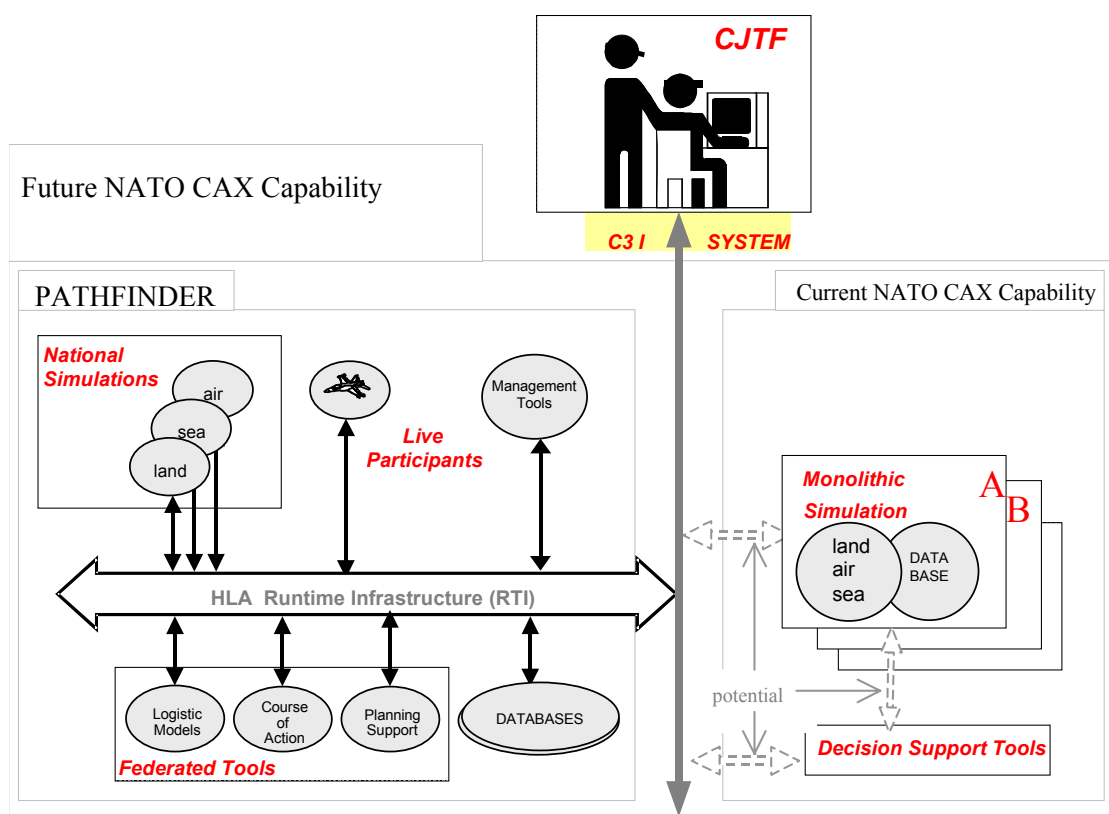 CJTF
Future NATO CAX Capability
C3 I SYSTEM
PATHFINDER
Current NATO CAX Capability
National
Simulations
air
sea
land
Management
Tools
Live
Participants
Monolithic
Simulation
A
B
land
air
sea
DATA
BASE
HLA Runtime Infrastructure (RTI)
potential
Logistic
Models
Course
of
Action
Planning
Support
DATABASES
Federated Tools
Decision Support Tools